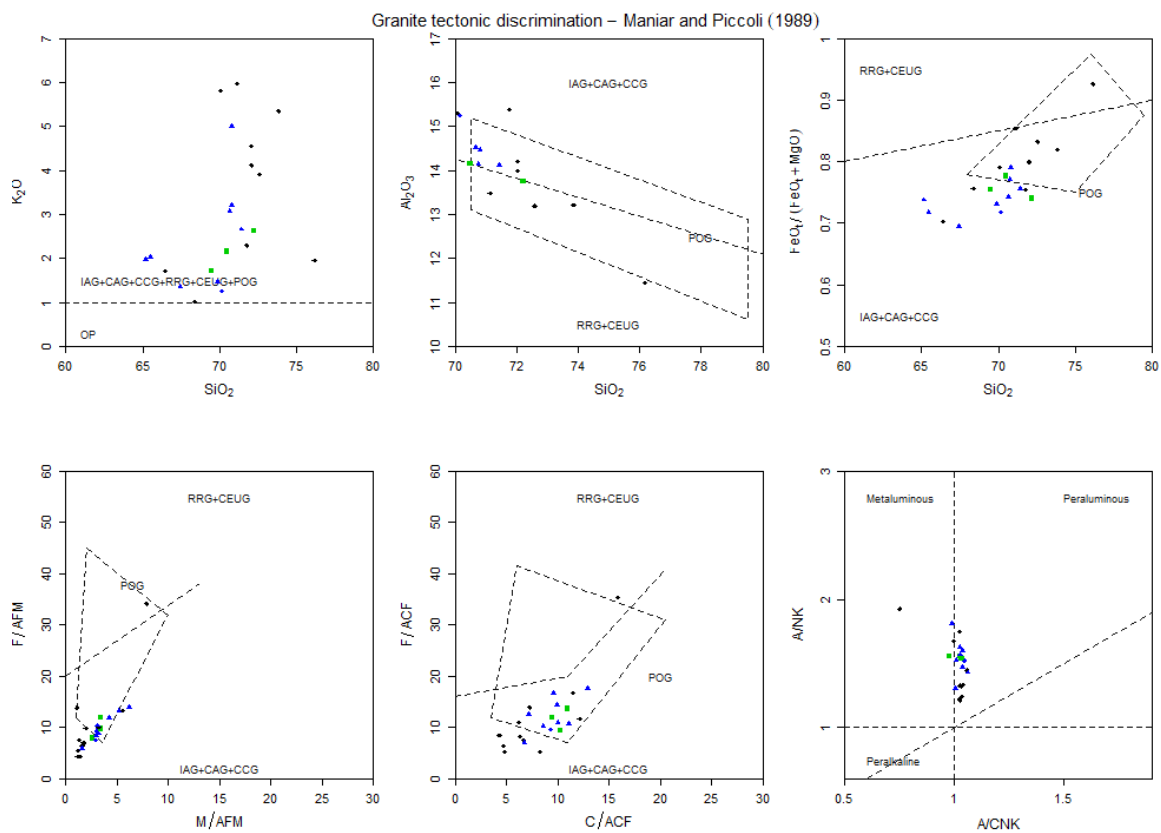 Granite tectonic discrimination – Maniar and Piccoli (1989)
7
6
5
4
3
2
1
0
K₂O
IAG+CAG+CCG+RRG+CEUG+POG
OP
60 65 70 75 80
SiO₂
17
16
15
14
13
12
11
10
Al₂O₃
IAG+CAG+CCG
POG
RRG+CEUG
70 72 74 76 78 80
SiO₂
1
0.9
0.8
0.7
0.6
0.5
FeOₜ/(FeOₜ+MgO)
RRG+CEUG
POG
IAG+CAG+CCG
60 65 70 75 80
SiO₂
60
50
40
30
20
10
0
F/AFM
RRG+CEUG
POG
IAG+CAG+CCG
0 5 10 15 20 25 30
M/AFM
60
50
40
30
20
10
0
F/ACF
RRG+CEUG
POG
IAG+CAG+CCG
0 5 10 15 20 25 30
C/ACF
3
2
1
A/NK
Metaluminous Peraluminous
Peralkaline
0.5 1 1.5
A/CNK